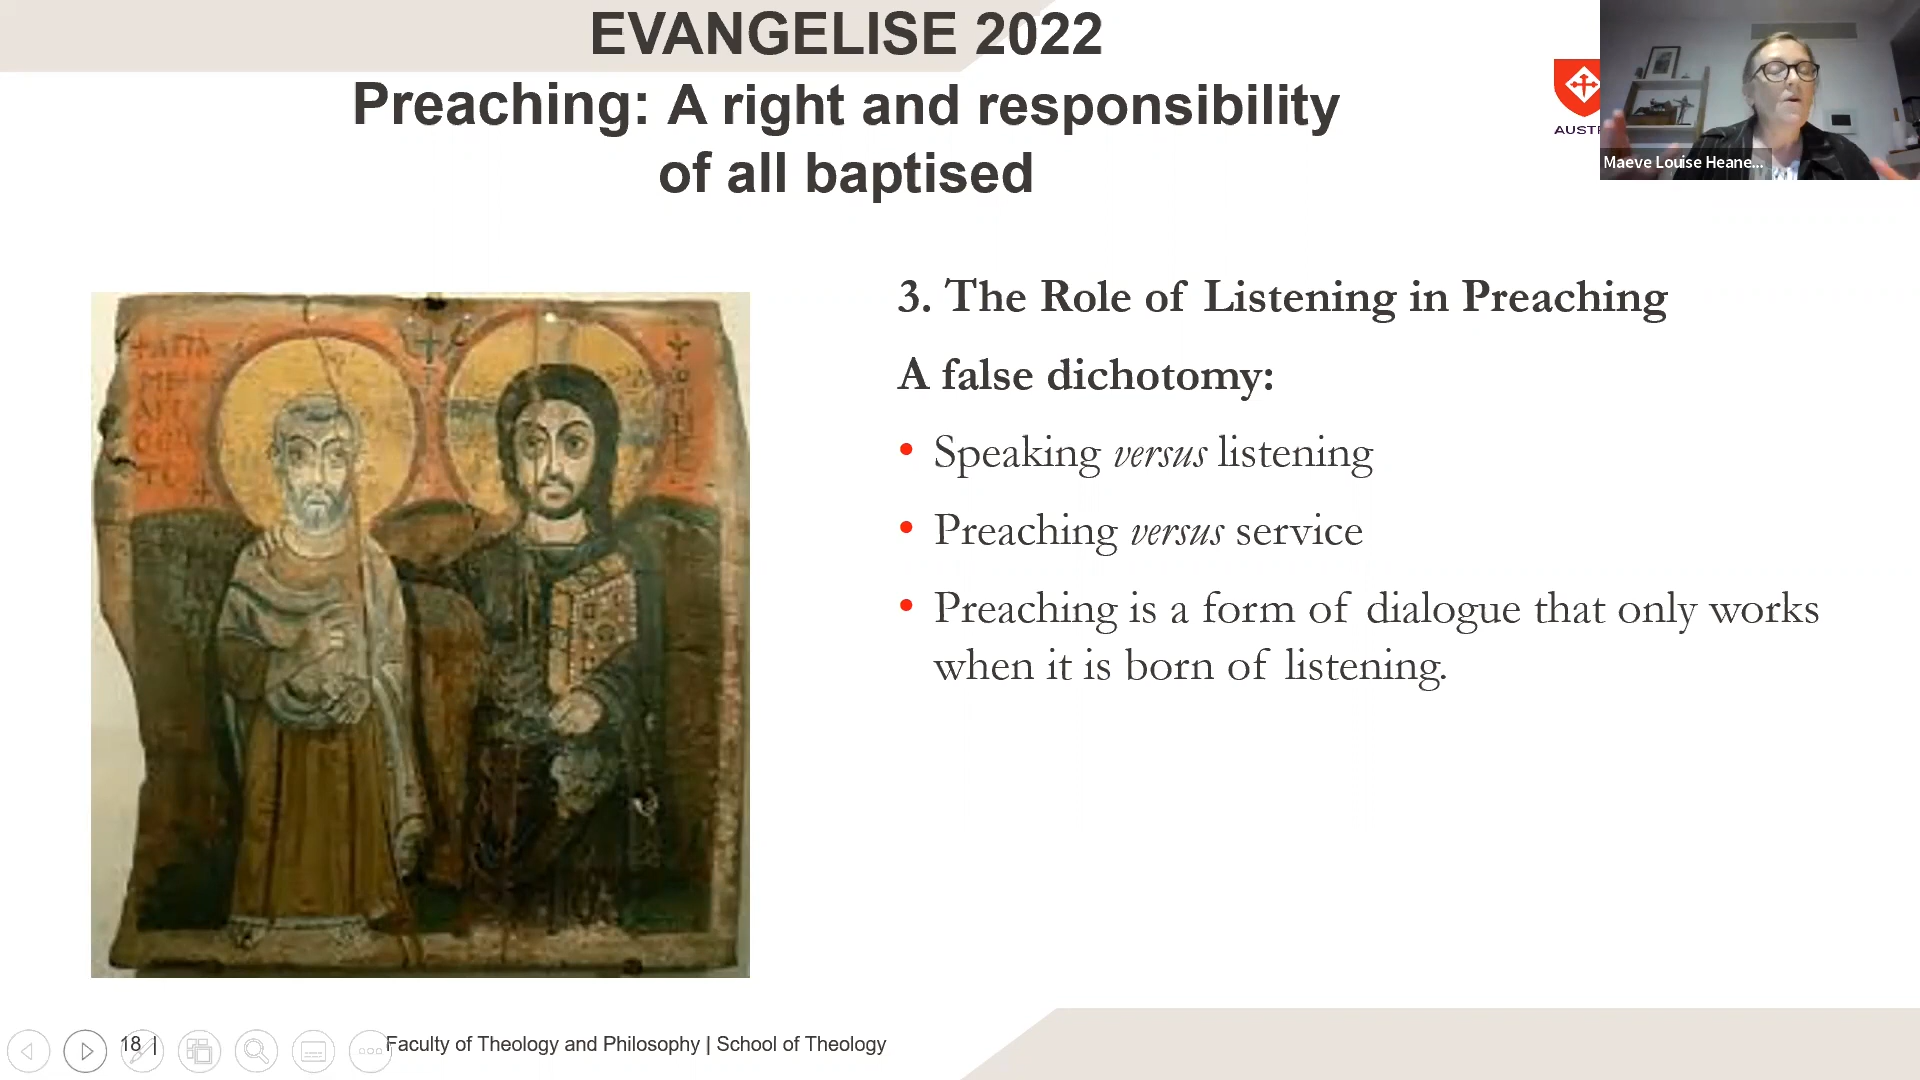 EVANGELISE 2022
Preaching: A right and responsibility
of all baptised
AUST
Maeve Louise Heane...
3. The Role of Listening in Preaching
A false dichotomy:
• Speaking versus listening
• Preaching versus service
• Preaching is a form of dialogue that only works
when it is born of listening.
18 |
Faculty of Theology and Philosophy | School of Theology